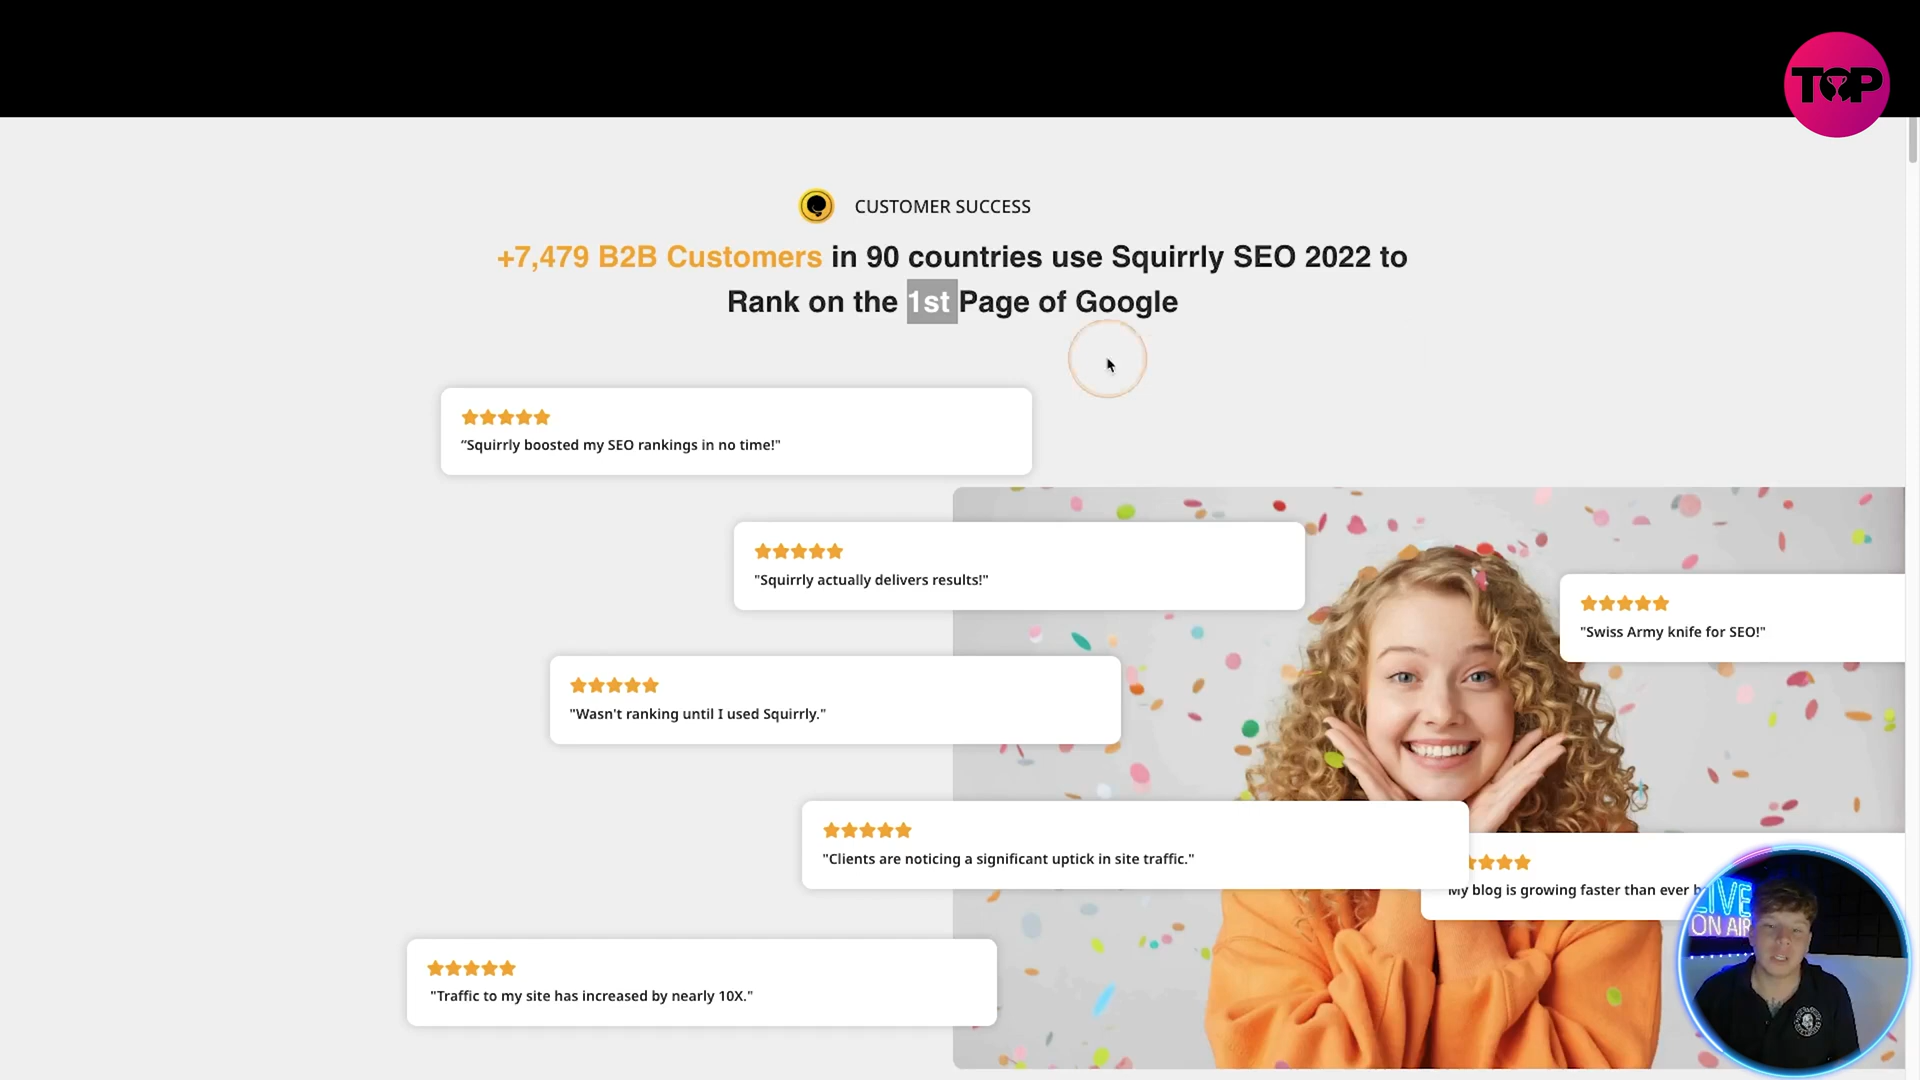 TOP
CUSTOMER SUCCESS
+7,479 B2B Customers in 90 countries use Squirrly SEO 2022 to
Rank on the 1st Page of Google
"Squirrly boosted my SEO rankings in no time!"
"Squirrly actually delivers results!"
"Swiss Army knife for SEO!"
"Wasn't ranking until I used Squirrly."
"Clients are noticing a significant uptick in site traffic."
My blog is growing faster than ever
LIVE
ON AIR
"Traffic to my site has increased by nearly 10X."